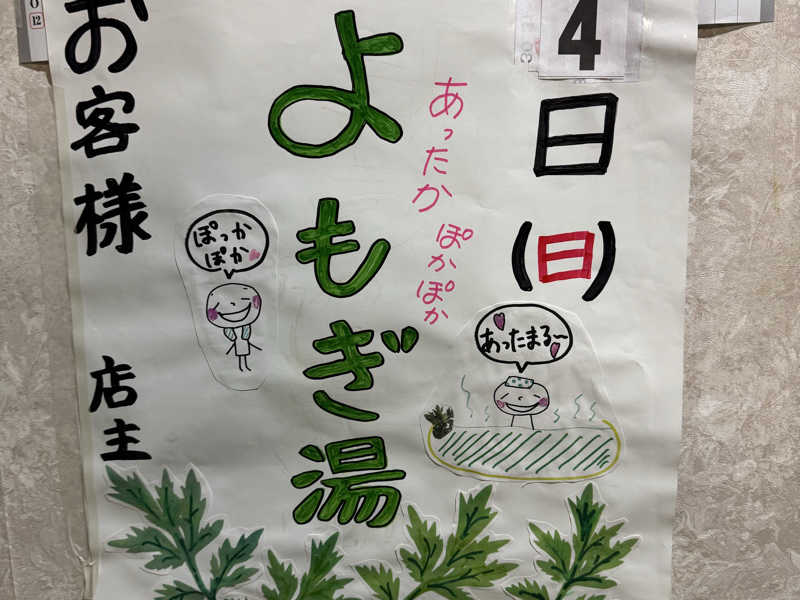 4日(日)
あったか
ぽかぽか
よもぎ湯
お客様
店主
ぽっか
ぽか
あったまる〜
12